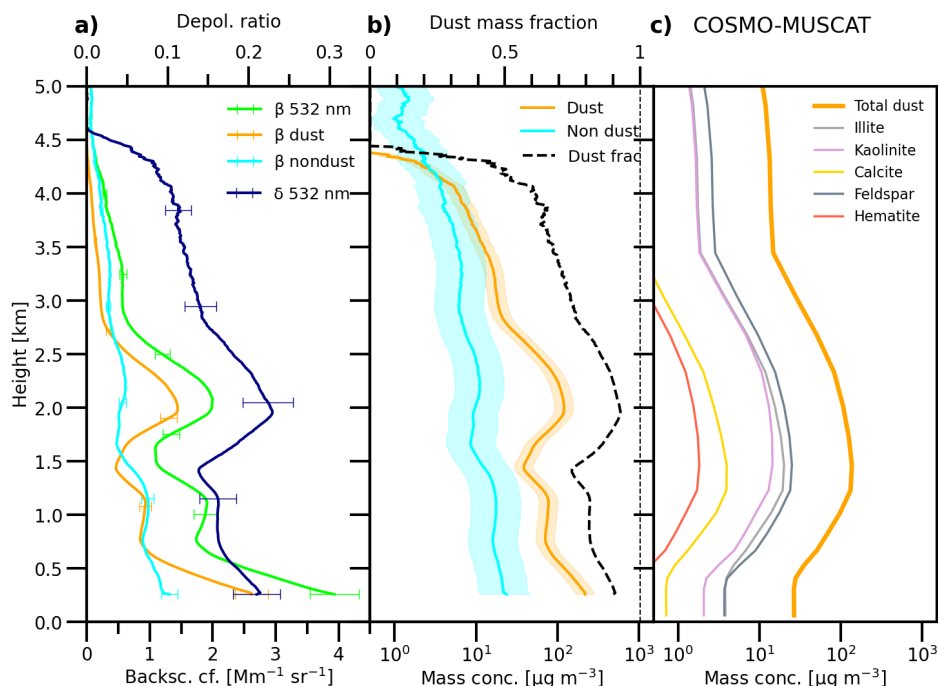 a)
Depol. ratio
0.0 0.1 0.2 0.3
b)
Dust mass fraction
0 0.5 1
c) COSMO-MUSCAT
Height [km]
5.0
4.5
4.0
3.5
3.0
2.5
2.0
1.5
1.0
0.5
0.0
β 532 nm
β dust
β nondust
δ 532 nm
0 1 2 3 4
Backsc. cf. [Mm⁻¹ sr⁻¹]
Dust
Non dust
Dust frac
10⁰ 10¹ 10² 10³
Mass conc. [µg m⁻³]
Total dust
Illite
Kaolinite
Calcite
Feldspar
Hematite
10⁰ 10¹ 10² 10³
Mass conc. [µg m⁻³]